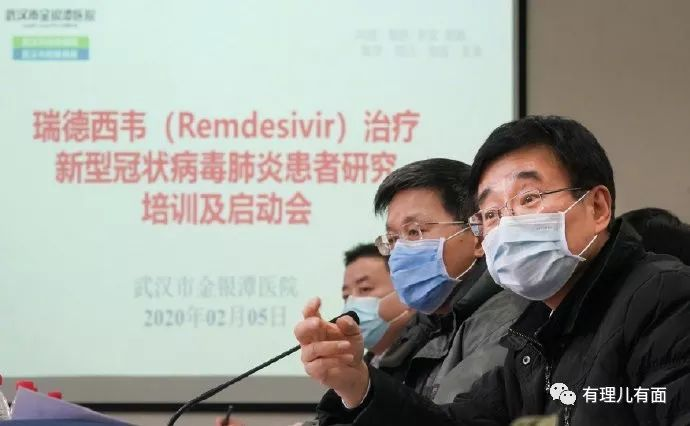 武汉市金银潭医院
瑞德西韦（Remdesivir）治疗
新型冠状病毒肺炎患者研究
培训及启动会
武汉市金银潭医院
2020年02月05日
有理儿有面